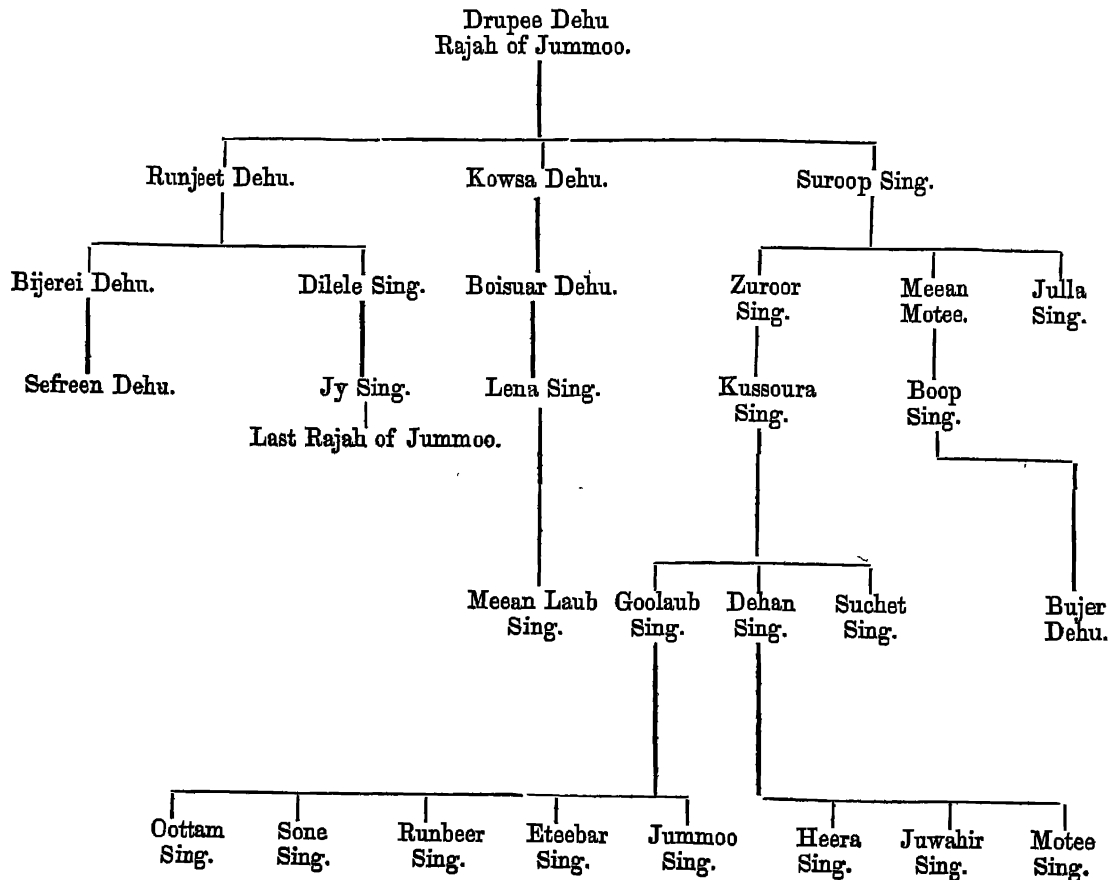 Drupee Dehu
Rajah of Jummoo.
Runjeet Dehu.
Kowsa Dehu.
Suroop Sing.
Bijerei Dehu.
Dilele Sing.
Boisuar Dehu.
Zuroor
Sing.
Meean
Motee.
Julla
Sing.
Sefreen Dehu.
Jy Sing.
Last Rajah of Jummoo.
Lena Sing.
Kussoura
Sing.
Boop
Sing.
Meean Laub
Sing.
Goolaub
Sing.
Dehan
Sing.
Suchet
Sing.
Bujer
Dehu.
Oottam
Sing.
Sone
Sing.
Runbeer
Sing.
Eteebar
Sing.
Jummoo
Sing.
Heera
Sing.
Juwahir
Sing.
Motee
Sing.